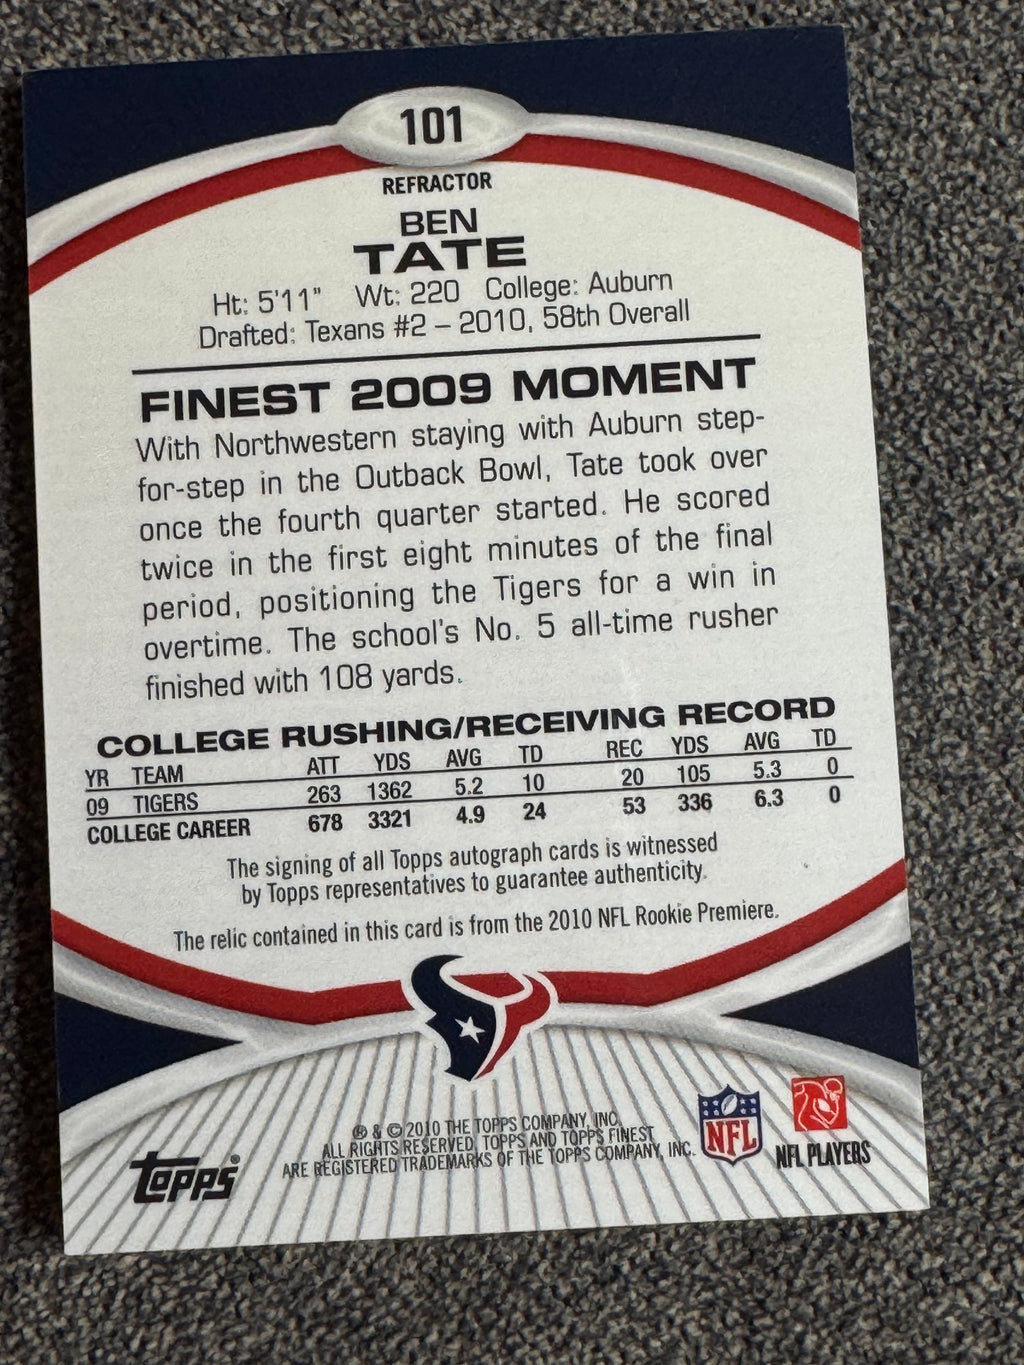 101
REFRACTOR
BEN
TATE
Ht: 5'11" Wt: 220 College: Auburn
Drafted: Texans #2 – 2010, 58th Overall
FINEST 2009 MOMENT
With Northwestern staying with Auburn step-
for-step in the Outback Bowl, Tate took over
once the fourth quarter started. He scored
twice in the first eight minutes of the final
period, positioning the Tigers for a win in
overtime. The school's No. 5 all-time rusher
finished with 108 yards.
COLLEGE RUSHING/RECEIVING RECORD
YR TEAM ATT YDS AVG TD REC YDS AVG TD
09 TIGERS 263 1362 5.2 10 20 105 5.3 0
COLLEGE CAREER 678 3321 4.9 24 53 336 6.3 0
The signing of all Topps autograph cards is witnessed
by Topps representatives to guarantee authenticity.
The relic contained in this card is from the 2010 NFL Rookie Premiere.
® & © 2010 THE TOPPS COMPANY, INC.
ALL RIGHTS RESERVED. TOPPS AND TOPPS FINEST
ARE REGISTERED TRADEMARKS OF THE TOPPS COMPANY, INC.
Topps®
NFL
NFL PLAYERS